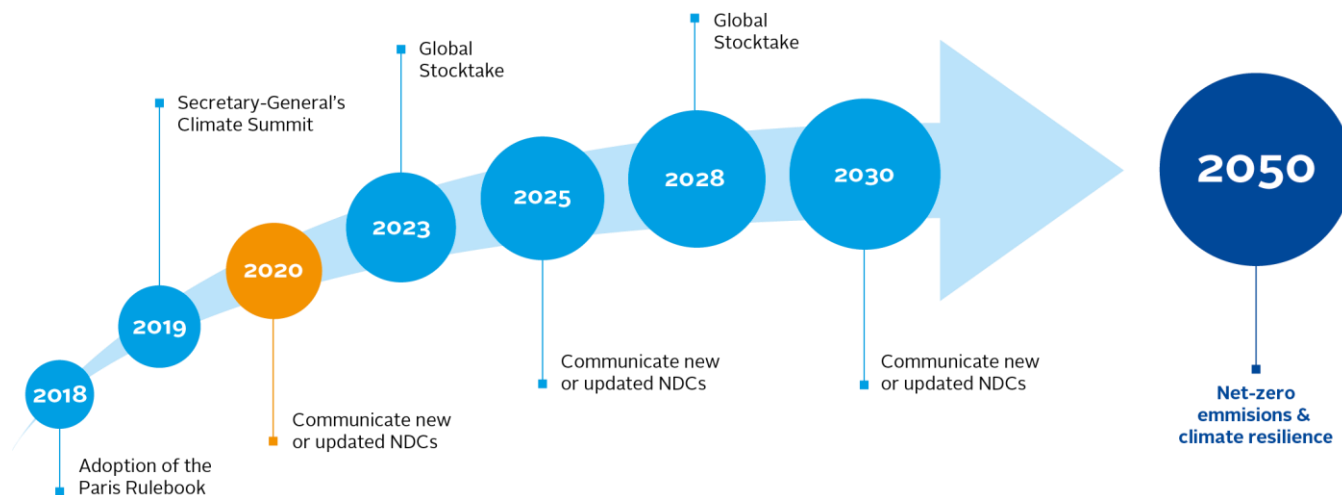 2018
Adoption of the
Paris Rulebook
2019
Secretary-General's
Climate Summit
2020
Communicate new
or updated NDCs
2023
Global
Stocktake
2025
Communicate new
or updated NDCs
2028
Global
Stocktake
2030
Communicate new
or updated NDCs
2050
Net-zero
emmisions &
climate resilience